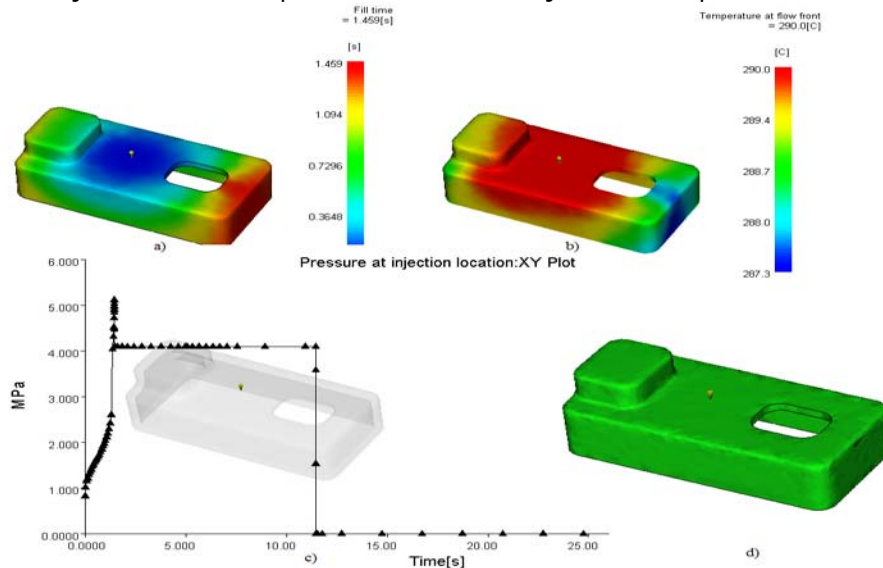 Fill time
= 1.459[s]
[s]
1.459
1.094
0.7296
0.3648
a)
Temperature at flow front
= 290.0[C]
[C]
290.0
289.4
288.7
288.0
287.3
b)
Pressure at injection location:XY Plot
6.000
5.000
4.000
3.000
2.000
1.000
0.0000
MPa
0.0000
5.000
10.00
15.00
20.00
25.00
c)
Time[s]
d)